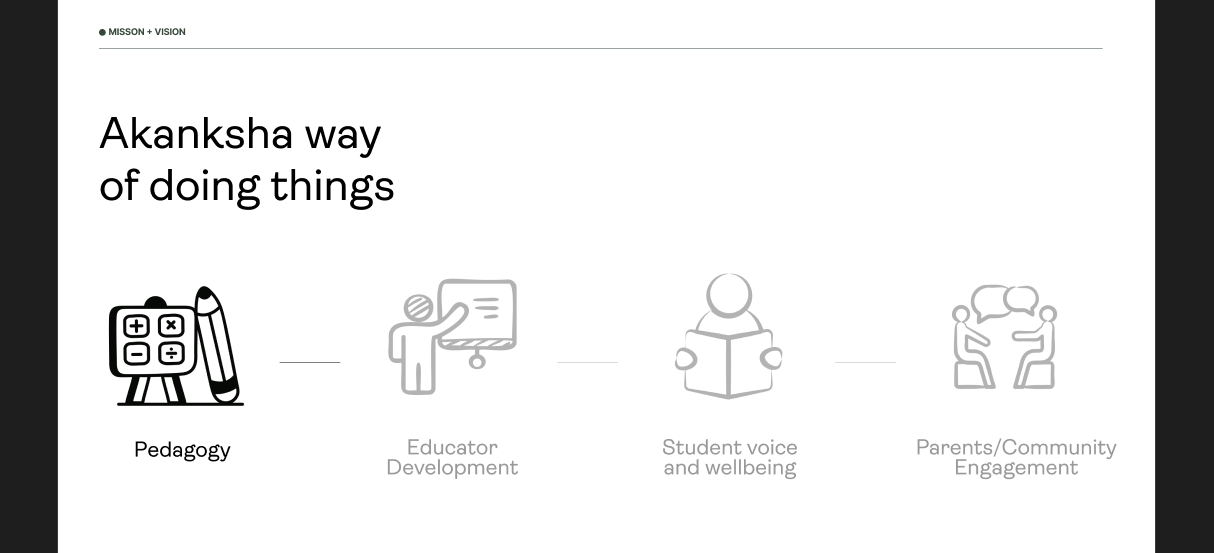 MISSON + VISION
Akanksha way
of doing things
Pedagogy
Educator
Development
Student voice
and wellbeing
Parents/Community
Engagement